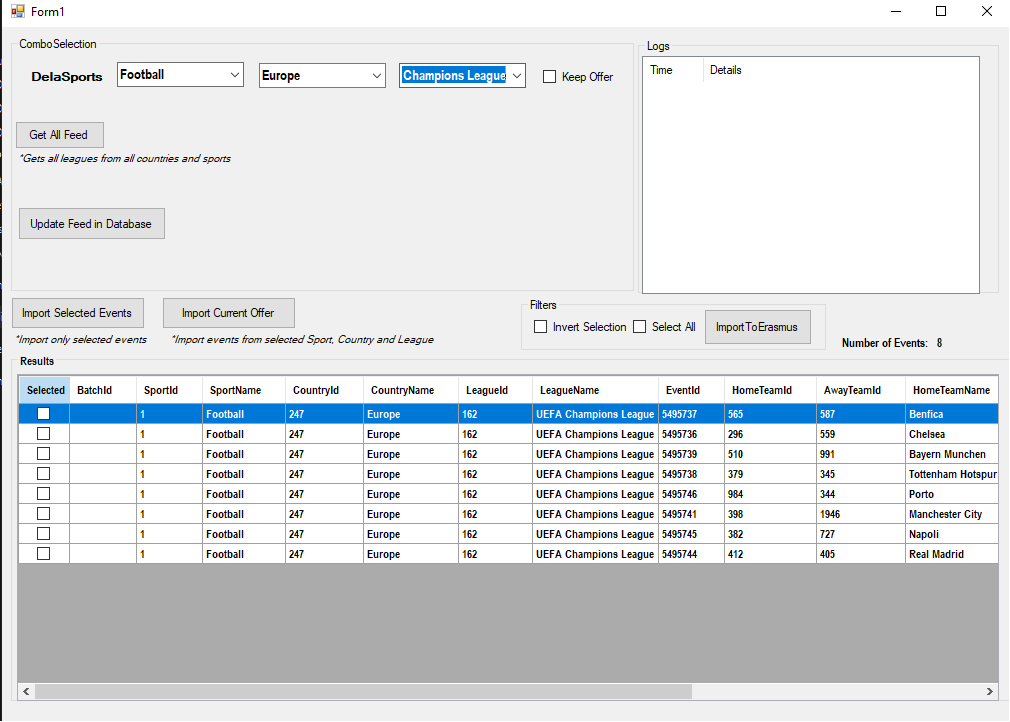 Form1
ComboSelection
DelaSports Football Europe Champions League Keep Offer
Get All Feed
*Gets all leagues from all countries and sports
Update Feed in Database
Logs
Time Details
Import Selected Events Import Current Offer
*Import only selected events *Import events from selected Sport, Country and League
Filters
Invert Selection Select All ImportToErasmus
Number of Events: 8
Results
Selected BatchId SportId SportName CountryId CountryName LeagueId LeagueName EventId HomeTeamId AwayTeamId HomeTeamName
1 Football 247 Europe 162 UEFA Champions League 5495737 565 587 Benfica
1 Football 247 Europe 162 UEFA Champions League 5495736 296 559 Chelsea
1 Football 247 Europe 162 UEFA Champions League 5495739 510 991 Bayern Munchen
1 Football 247 Europe 162 UEFA Champions League 5495738 379 345 Tottenham Hotspur
1 Football 247 Europe 162 UEFA Champions League 5495746 984 344 Porto
1 Football 247 Europe 162 UEFA Champions League 5495741 398 1946 Manchester City
1 Football 247 Europe 162 UEFA Champions League 5495745 382 727 Napoli
1 Football 247 Europe 162 UEFA Champions League 5495744 412 405 Real Madrid